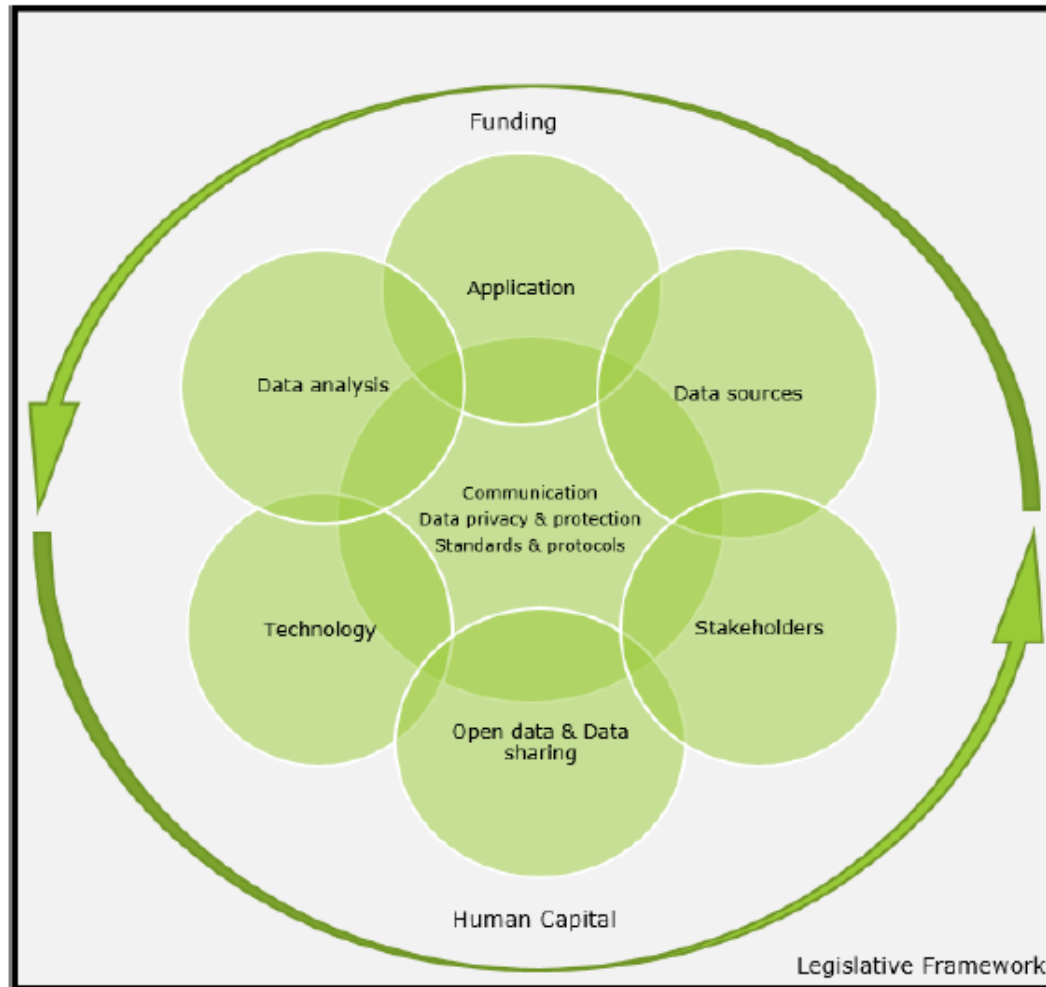 Funding
Application
Data analysis
Data sources
Communication
Data privacy & protection
Standards & protocols
Technology
Stakeholders
Open data & Data
sharing
Human Capital
Legislative Framework